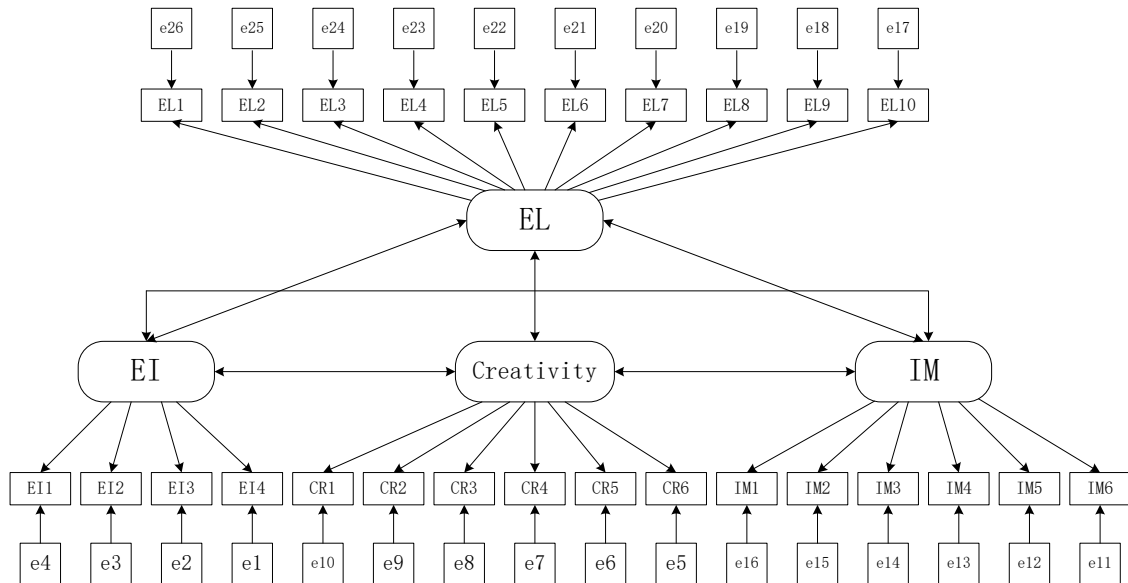 e26 e25 e24 e23 e22 e21 e20 e19 e18 e17
EL1 EL2 EL3 EL4 EL5 EL6 EL7 EL8 EL9 EL10
EL
EI Creativity IM
EI1 EI2 EI3 EI4 CR1 CR2 CR3 CR4 CR5 CR6 IM1 IM2 IM3 IM4 IM5 IM6
e4 e3 e2 e1 e10 e9 e8 e7 e6 e5 e16 e15 e14 e13 e12 e11